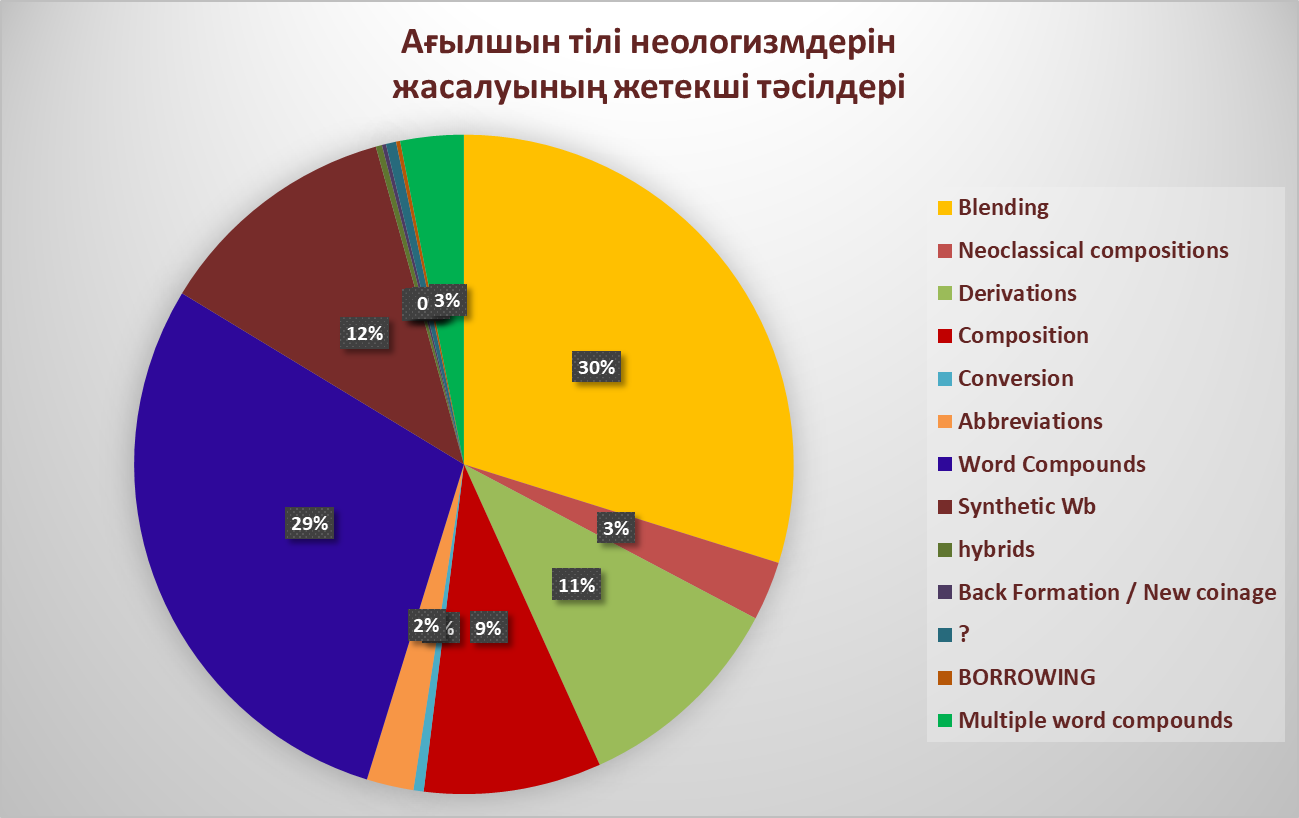 Ағылшын тілі неологизмдерін
жасалуының жетекші тәсілдері
30%
3%
11%
9%
2%
29%
12%
0
3%
Blending
Neoclassical compositions
Derivations
Composition
Conversion
Abbreviations
Word Compounds
Synthetic Wb
hybrids
Back Formation / New coinage
?
BORROWING
Multiple word compounds